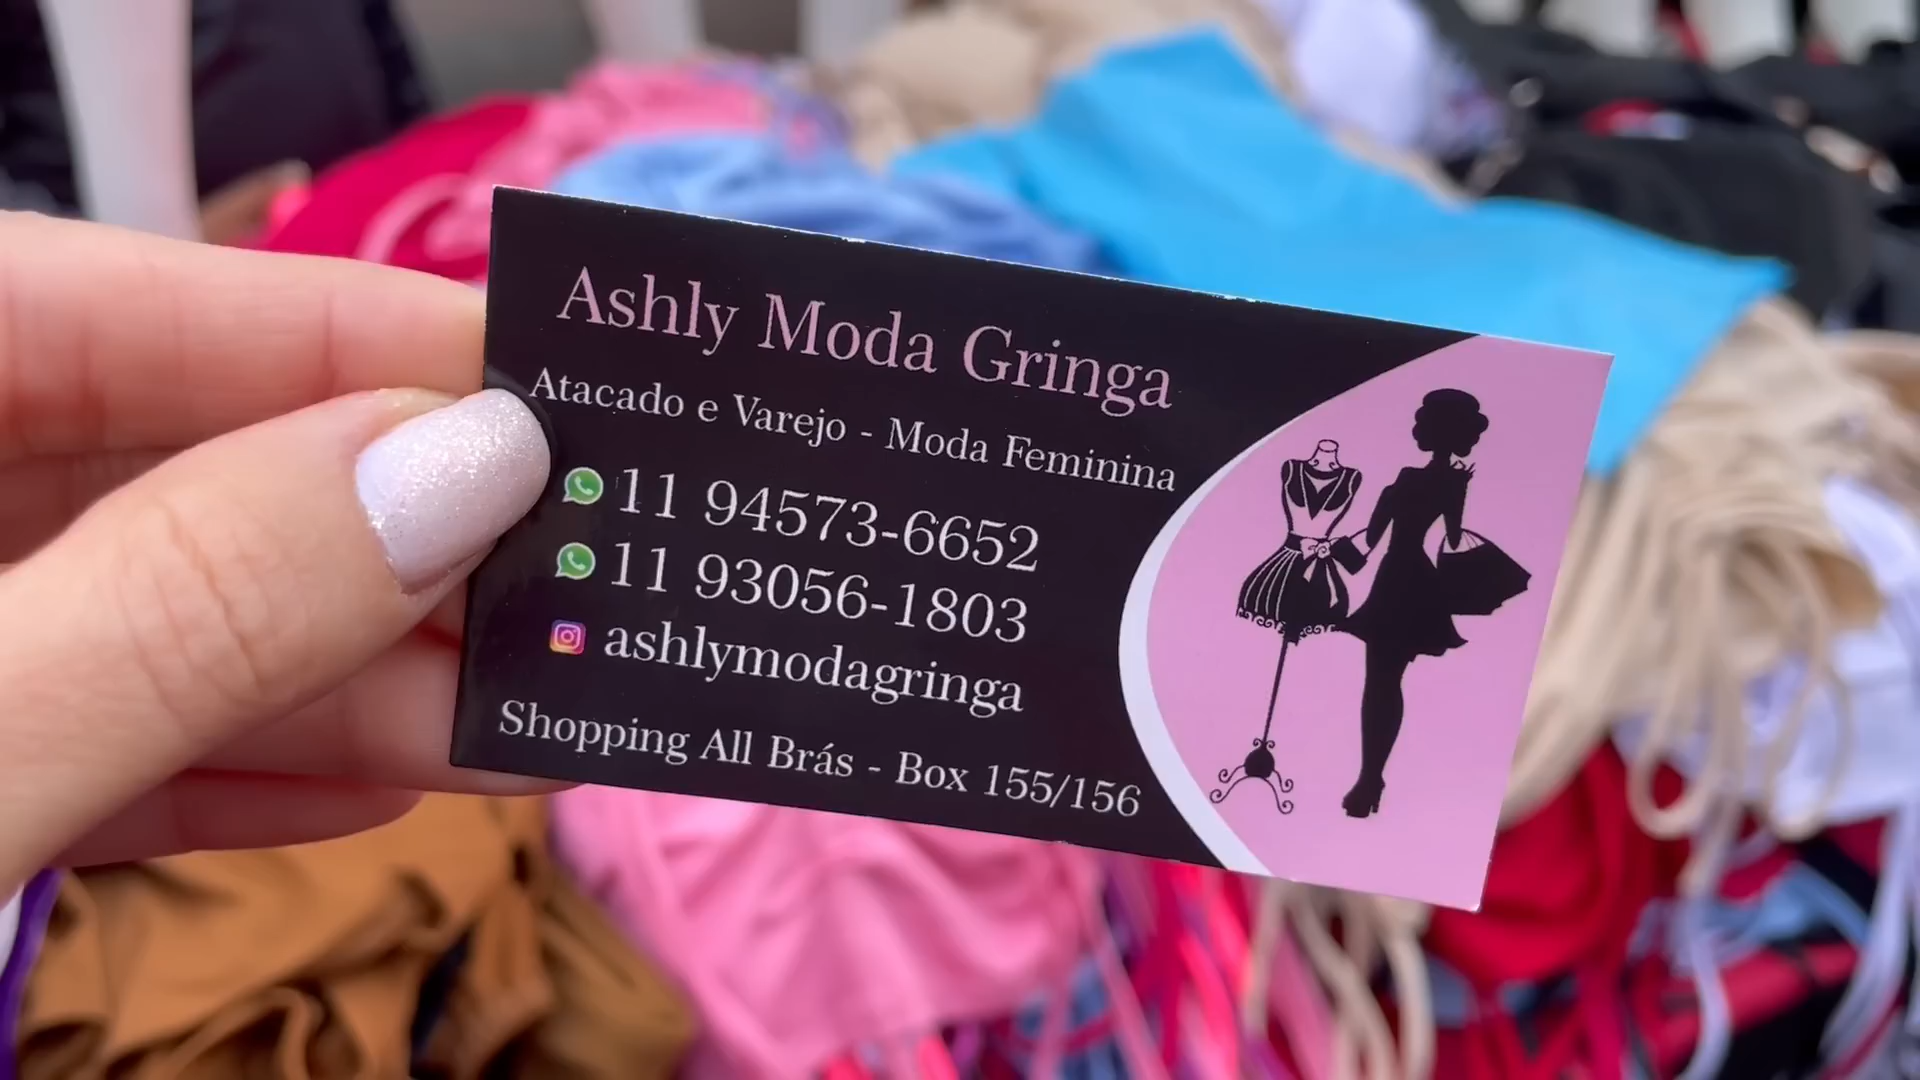 Ashly Moda Gringa
Atacado e Varejo - Moda Feminina
11 94573-6652
11 93056-1803
ashlymodagringa
Shopping All Brás - Box 155/156